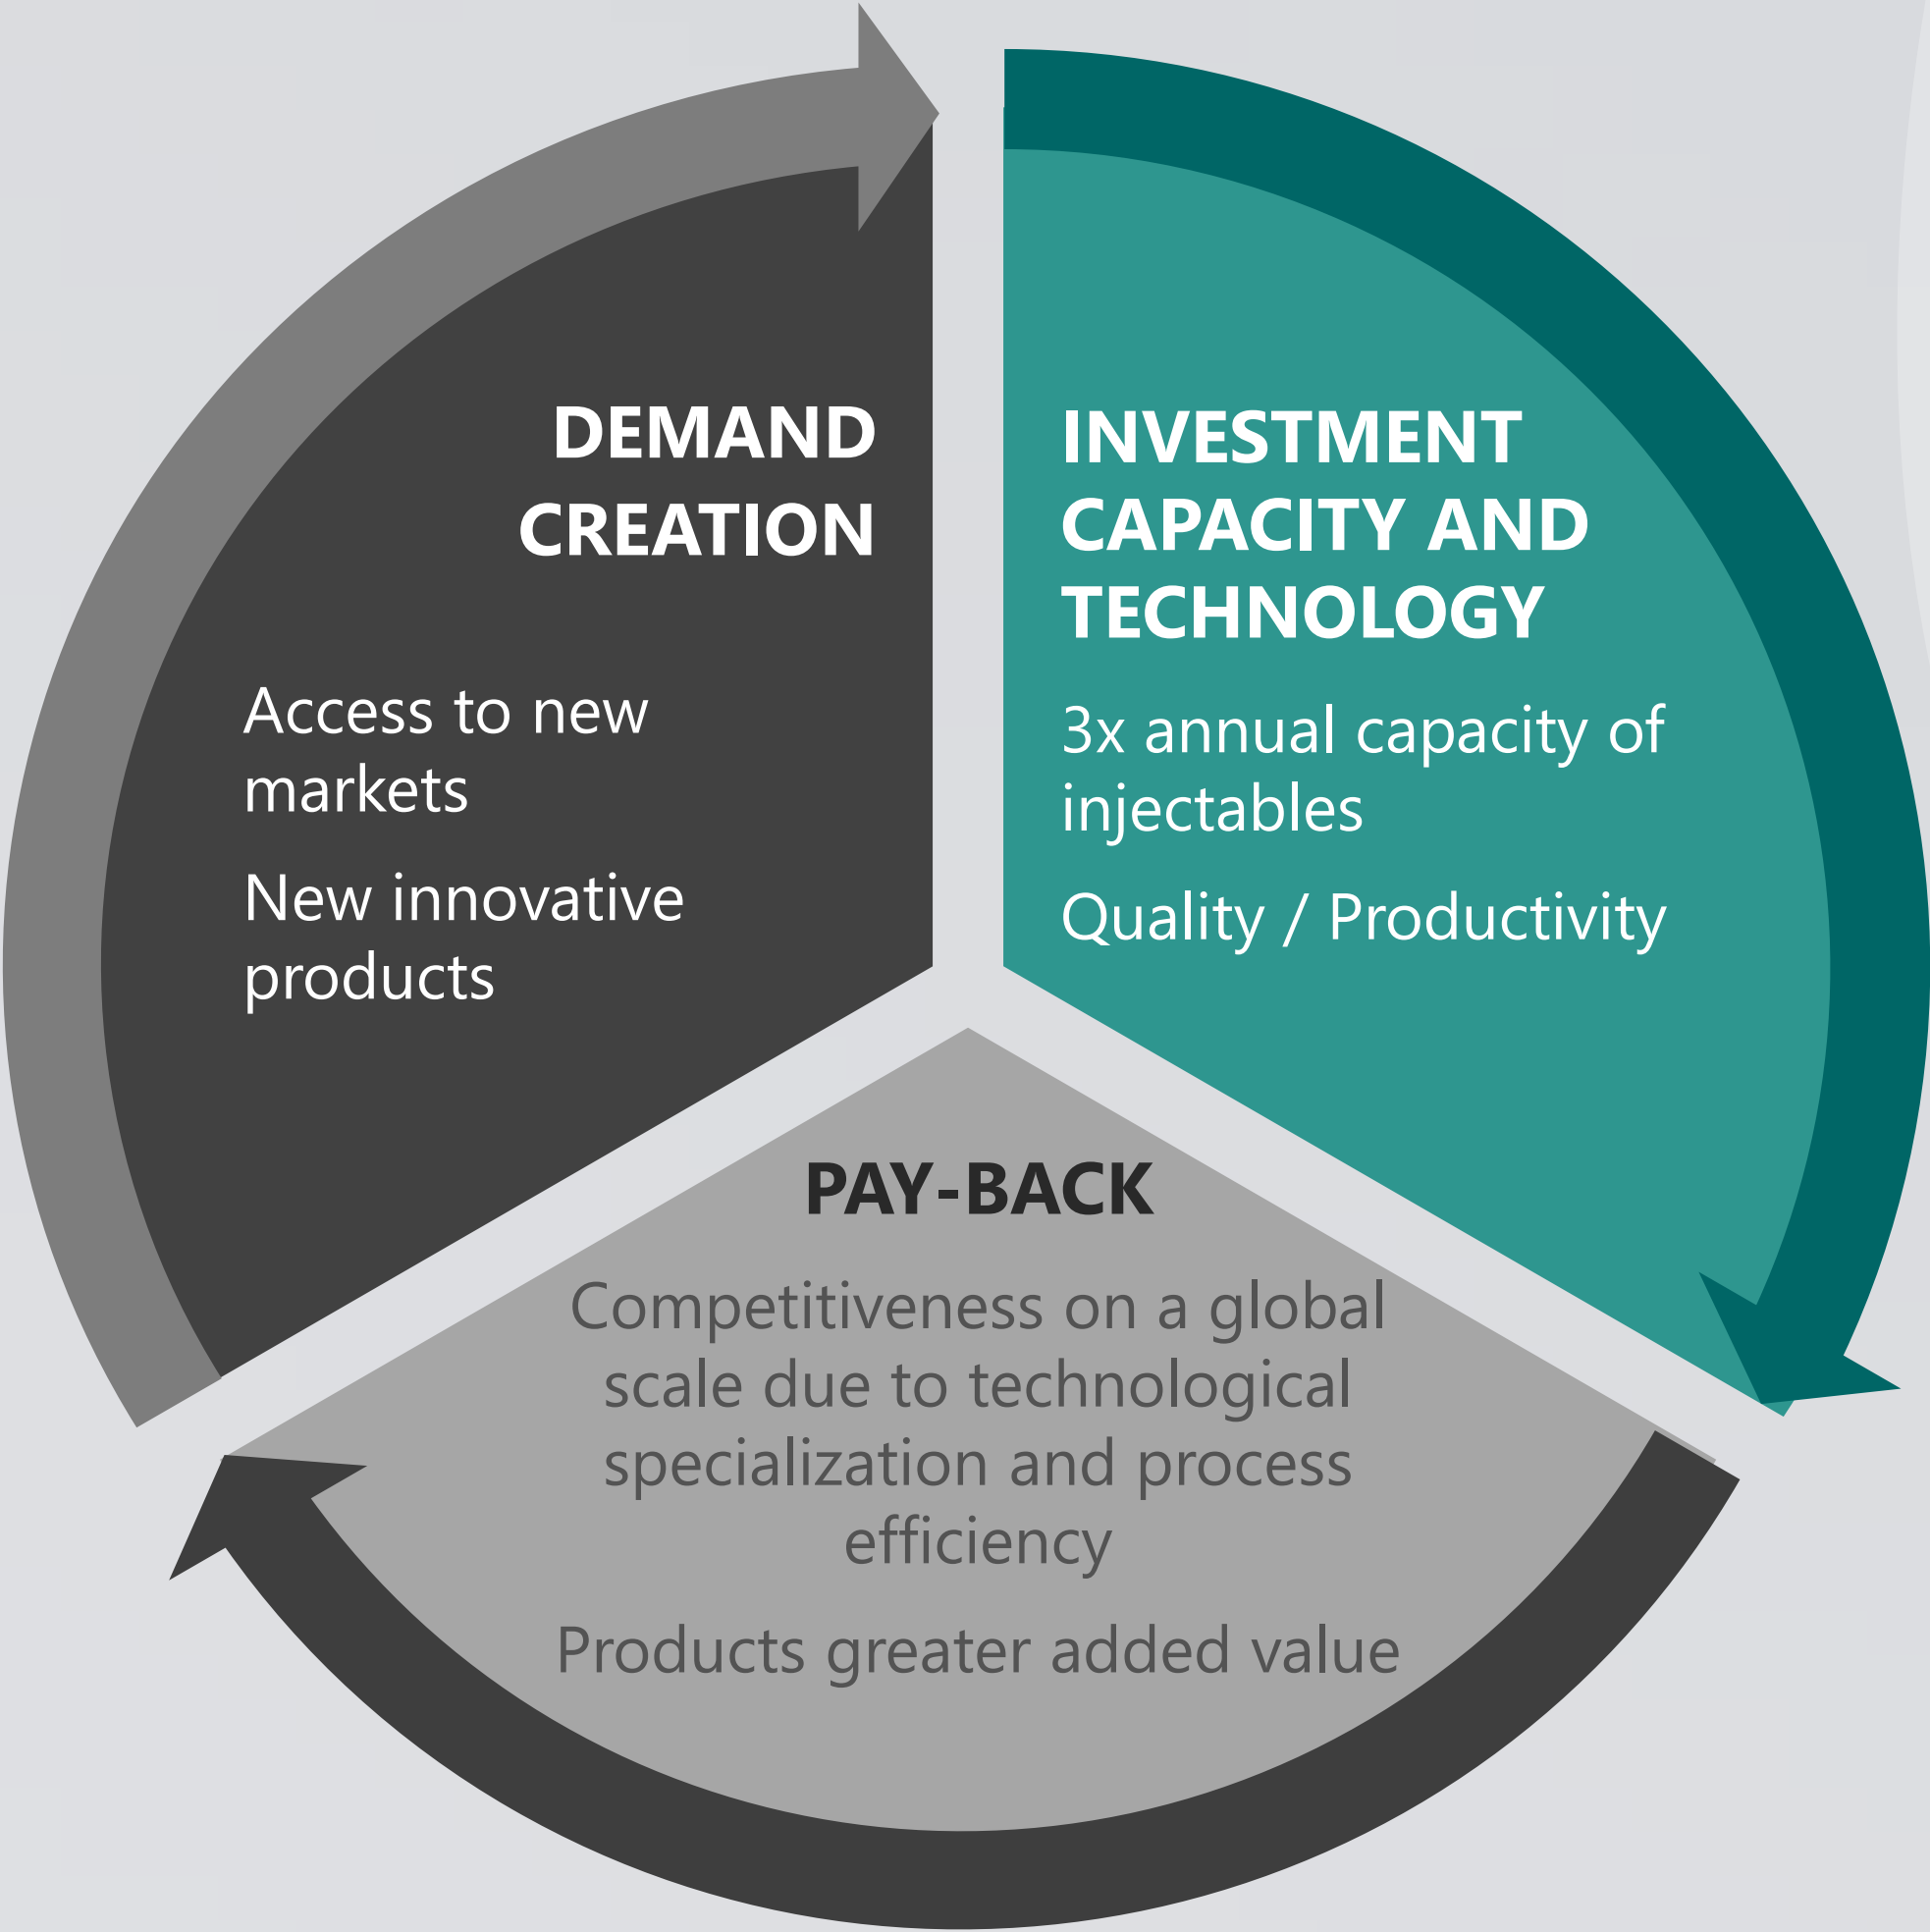 DEMAND
CREATION
Access to new
markets
New innovative
products
INVESTMENT
CAPACITY AND
TECHNOLOGY
3x annual capacity of
injectables
Quality / Productivity
PAY-BACK
Competitiveness on a global
scale due to technological
specialization and process
efficiency
Products greater added value